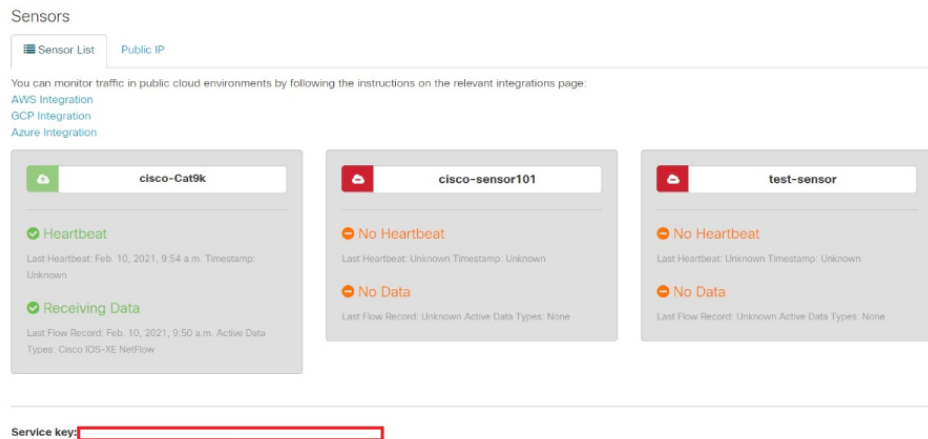 Sensors
Sensor List
Public IP
You can monitor traffic in public cloud environments by following the instructions on the relevant integrations page:
AWS Integration
GCP Integration
Azure Integration
cisco-Cat9k
Heartbeat
Last Heartbeat: Feb. 10, 2021, 9:54 a.m. Timestamp:
Unknown
Receiving Data
Last Flow Record: Feb. 10, 2021, 9:50 a.m. Active Data
Types: Cisco IOS-XE NetFlow
cisco-sensor101
No Heartbeat
Last Heartbeat: Unknown Timestamp: Unknown
No Data
Last Flow Record: Unknown Active Data Types: None
test-sensor
No Heartbeat
Last Heartbeat: Unknown Timestamp: Unknown
No Data
Last Flow Record: Unknown Active Data Types: None
Service key: